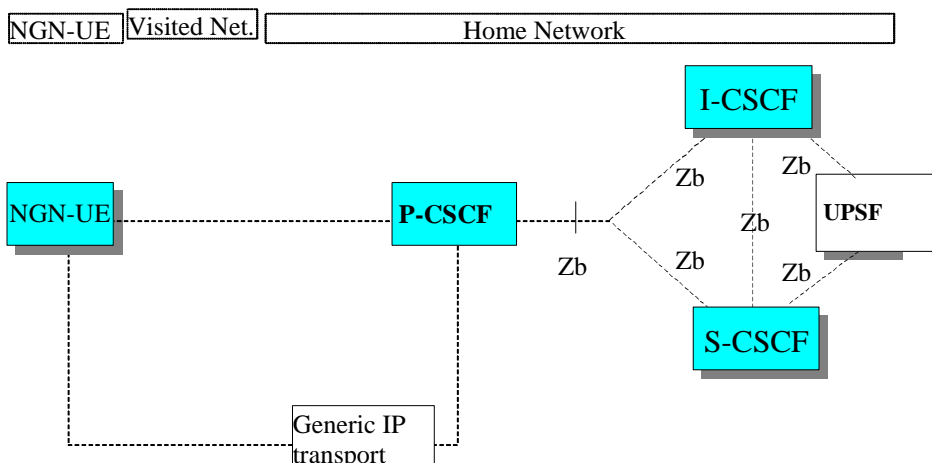 NGN-UE
Visited Net.
Home Network
I-CSCF
Zb
Zb
NGN-UE
P-CSCF
UPSF
Zb
Zb
Zb
Zb
S-CSCF
Generic IP
transport